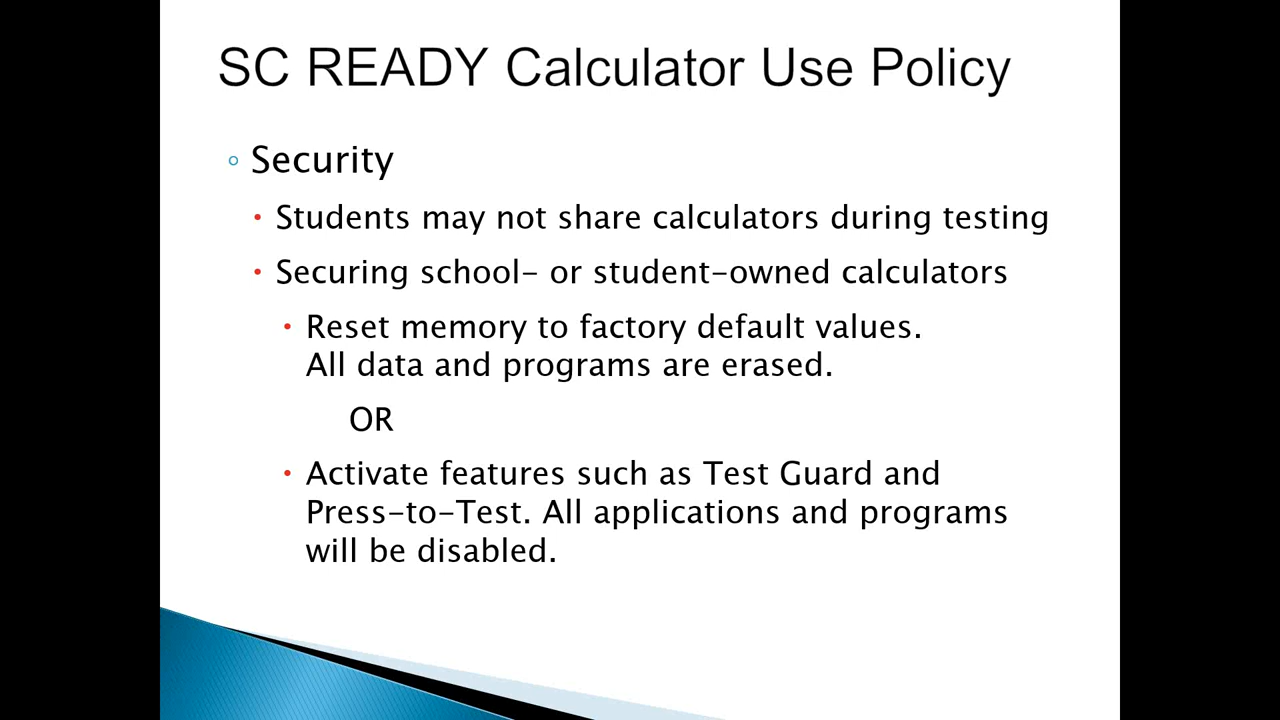 SC READY Calculator Use Policy
Security
Students may not share calculators during testing
Securing school- or student-owned calculators
Reset memory to factory default values.
All data and programs are erased.
OR
Activate features such as Test Guard and
Press-to-Test. All applications and programs
will be disabled.